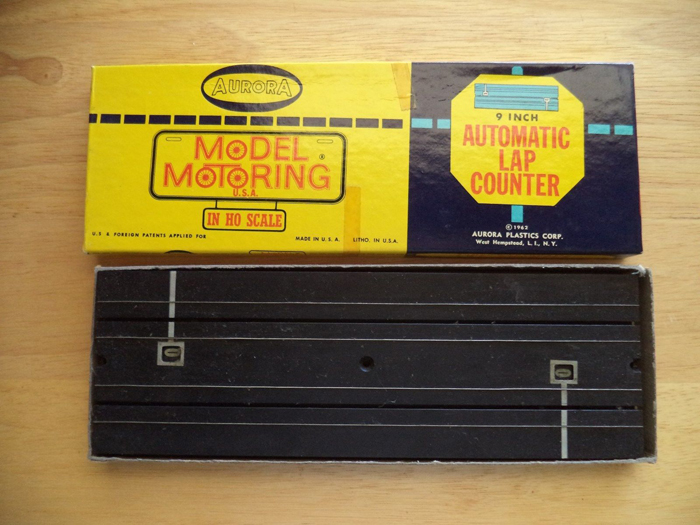 AURORA
MODEL
MOTORING ®
U.S.A.
IN HO SCALE
U.S & FOREIGN PATENTS APPLIED FOR
MADE IN U. S. A. LITHO. IN U.S.A.
9 INCH
AUTOMATIC
LAP
COUNTER
© 1962
AURORA PLASTICS CORP.
West Hempstead, L. I., N. Y.